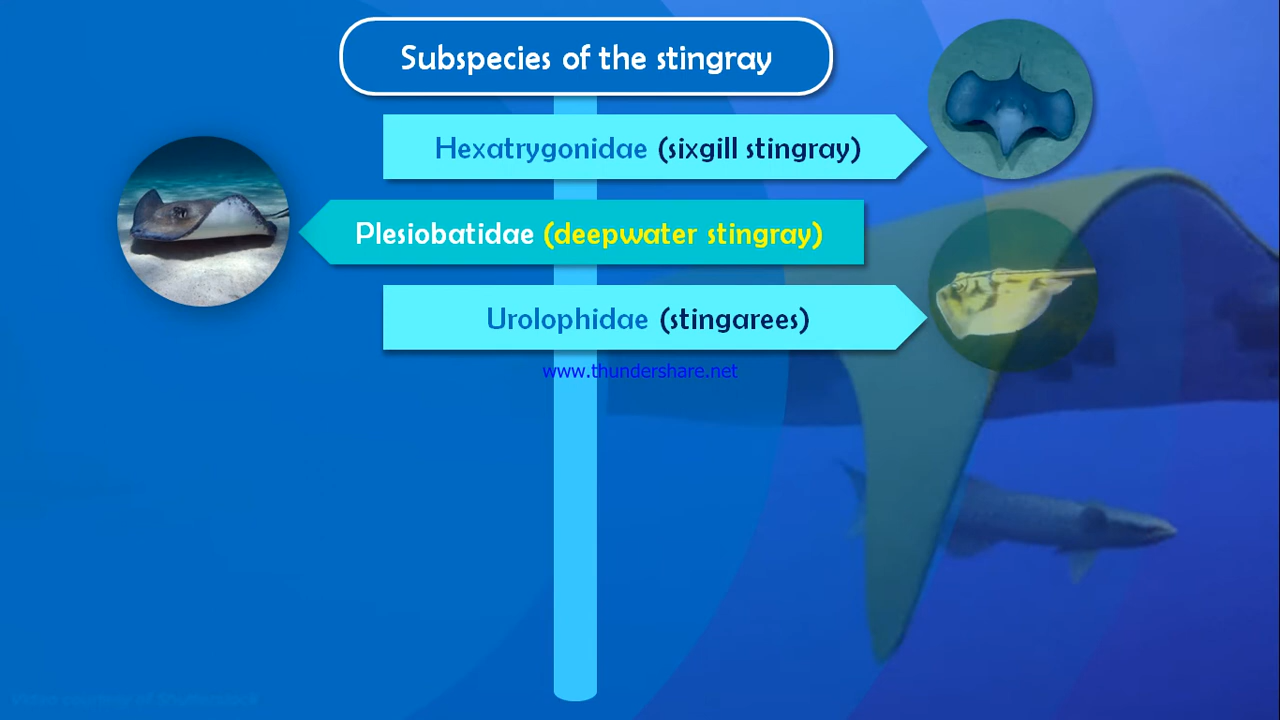 Subspecies of the stingray
Hexatrygonidae (sixgill stingray)
Plesiobatidae (deepwater stingray)
Urolophidae (stingarees)
www.thundershare.net